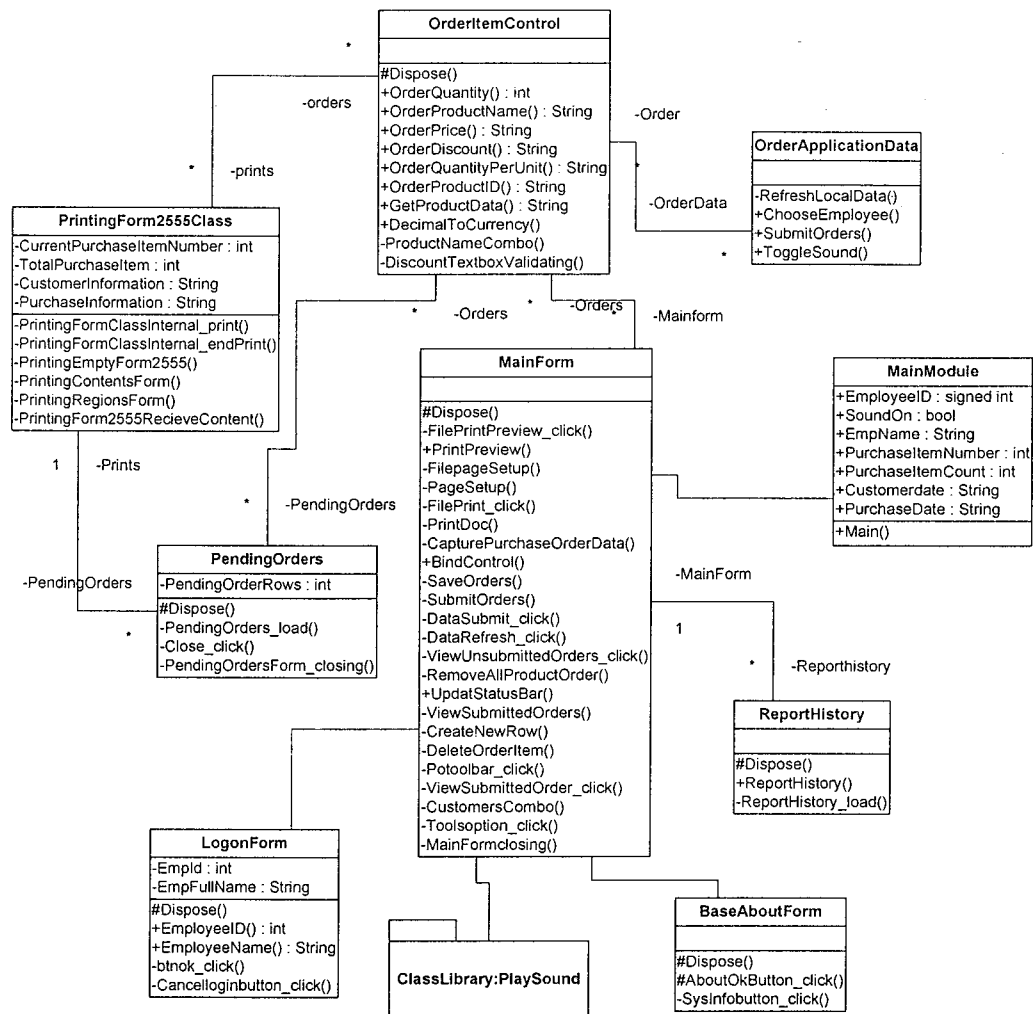 OrderItemControl
#Dispose()
+OrderQuantity() : int
+OrderProductName() : String
+OrderPrice() : String
+OrderDiscount() : String
+OrderQuantityPerUnit() : String
+OrderProductID() : String
+GetProductData() : String
+DecimalToCurrency()
-ProductNameCombo()
-DiscountTextboxValidating()
*
-orders
*
-prints
-Order
*
-OrderData
*
OrderApplicationData
-RefreshLocalData()
+ChooseEmployee()
+SubmitOrders()
+ToggleSound()
PrintingForm2555Class
-CurrentPurchaseItemNumber : int
-TotalPurchaseItem : int
-CustomerInformation : String
-PurchaseInformation : String
-PrintingFormClassInternal_print()
-PrintingFormClassInternal_endPrint()
-PrintingEmptyForm2555()
-PrintingContentsForm()
-PrintingRegionsForm()
-PrintingForm2555RecieveContent()
*
-Orders
*
-Orders
*
-Mainform
1
-Prints
*
-PendingOrders
-PendingOrders
*
PendingOrders
-PendingOrderRows : int
#Dispose()
-PendingOrders_load()
-Close_click()
-PendingOrdersForm_closing()
MainForm
#Dispose()
-FilePrintPreview_click()
+PrintPreview()
-FilepageSetup()
-PageSetup()
-FilePrint_click()
-PrintDoc()
-CapturePurchaseOrderData()
+BindControl()
-SaveOrders()
-SubmitOrders()
-DataSubmit_click()
-DataRefresh_click()
-ViewUnsubmittedOrders_click()
-RemoveAllProductOrder()
+UpdatStatusBar()
-ViewSubmittedOrders()
-CreateNewRow()
-DeleteOrderItem()
-Potoolbar_click()
-ViewSubmittedOrder_click()
-CustomersCombo()
-Toolsoption_click()
-MainFormclosing()
MainModule
+EmployeeID : signed int
+SoundOn : bool
+EmpName : String
+PurchaseItemNumber : int
+PurchaseItemCount : int
+Customerdate : String
+PurchaseDate : String
+Main()
-MainForm
1
*
-Reporthistory
ReportHistory
#Dispose()
+ReportHistory()
-ReportHistory_load()
LogonForm
-EmpId : int
-EmpFullName : String
#Dispose()
+EmployeeID() : int
+EmployeeName() : String
-btnok_click()
-Cancelloginbutton_click()
ClassLibrary:PlaySound
BaseAboutForm
#Dispose()
#AboutOkButton_click()
-SysInfobutton_click()